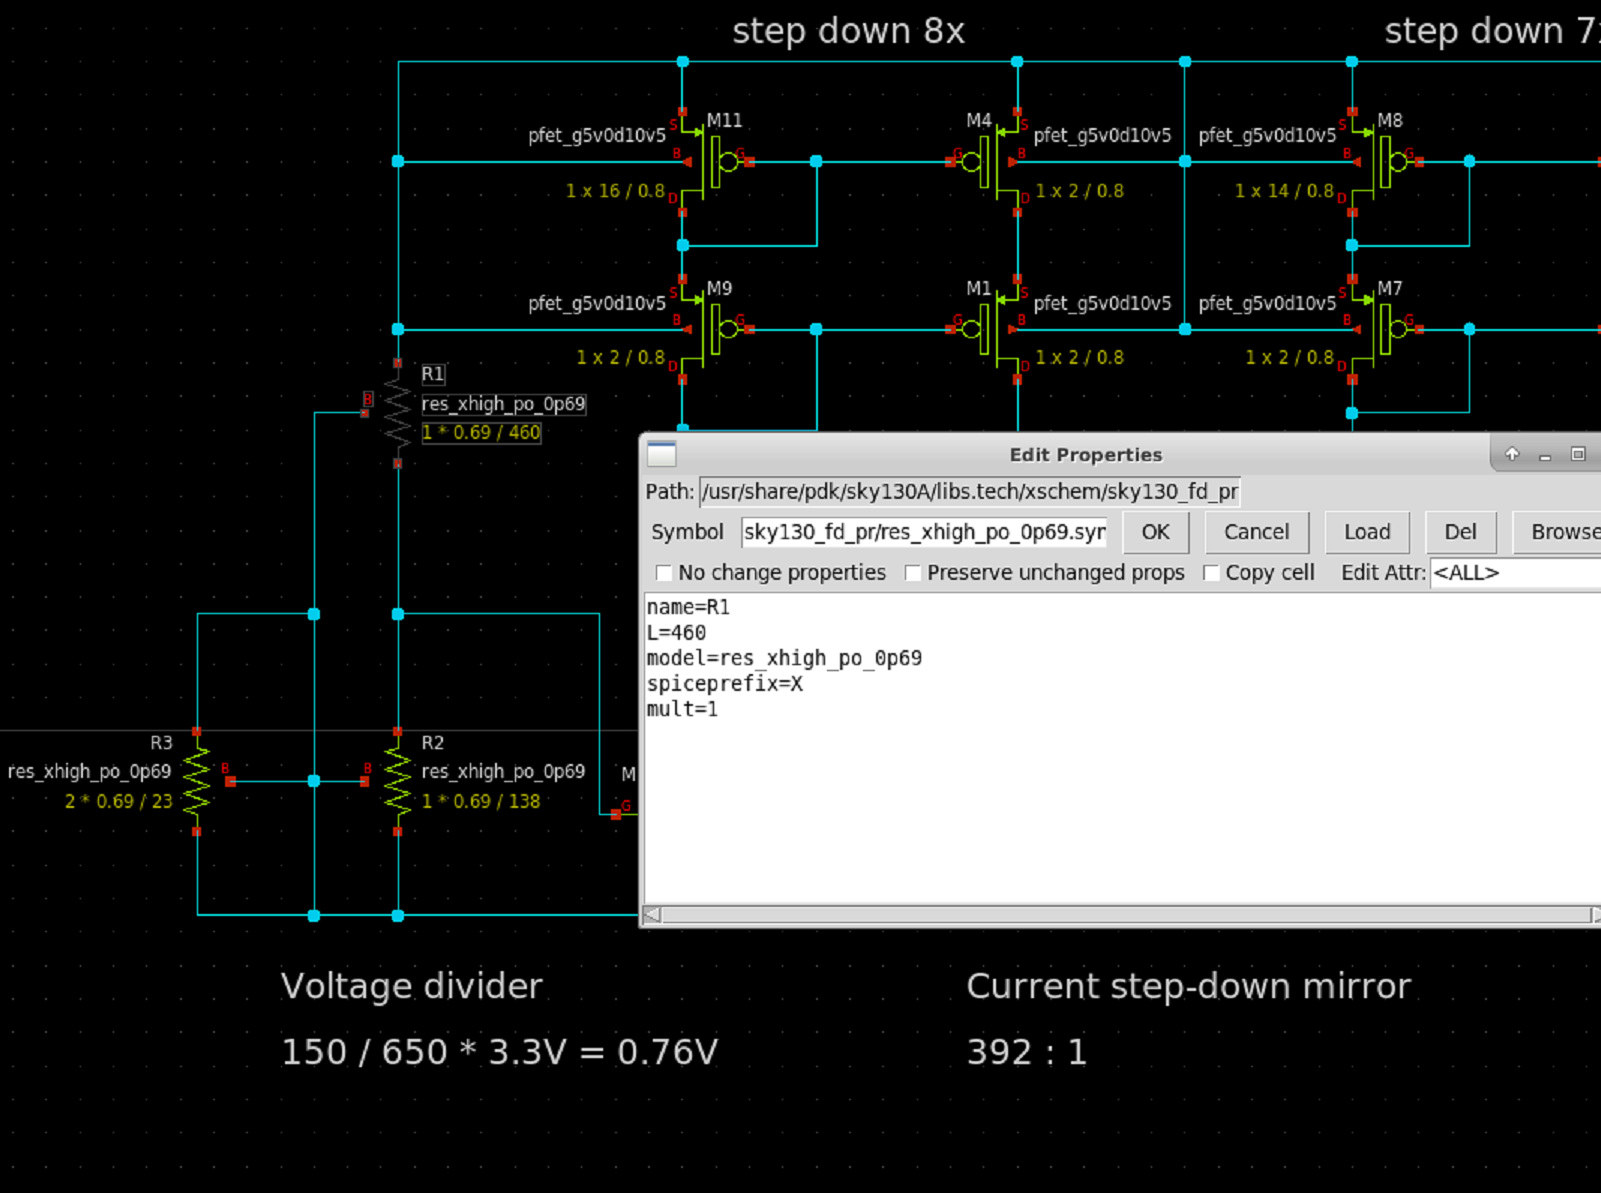 step down 8x
step down 7x
M11
pfet_g5v0d10v5
1 x 16 / 0.8
S
B
G
D
M4
pfet_g5v0d10v5
1 x 2 / 0.8
G
S
B
D
M8
pfet_g5v0d10v5
1 x 14 / 0.8
S
B
G
D
M9
pfet_g5v0d10v5
1 x 2 / 0.8
S
B
G
D
M1
pfet_g5v0d10v5
1 x 2 / 0.8
G
S
B
D
M7
pfet_g5v0d10v5
1 x 2 / 0.8
S
B
G
D
R1
B
res_xhigh_po_0p69
1 * 0.69 / 460
Edit Properties
Path: /usr/share/pdk/sky130A/libs.tech/xschem/sky130_fd_pr
Symbol sky130_fd_pr/res_xhigh_po_0p69.syr OK Cancel Load Del Browse
No change properties Preserve unchanged props Copy cell Edit Attr: <ALL>
name=R1
L=460
model=res_xhigh_po_0p69
spiceprefix=X
mult=1
R3
res_xhigh_po_0p69
2 * 0.69 / 23
B
R2
B
res_xhigh_po_0p69
1 * 0.69 / 138
M
G
Voltage divider
150 / 650 * 3.3V = 0.76V
Current step-down mirror
392 : 1